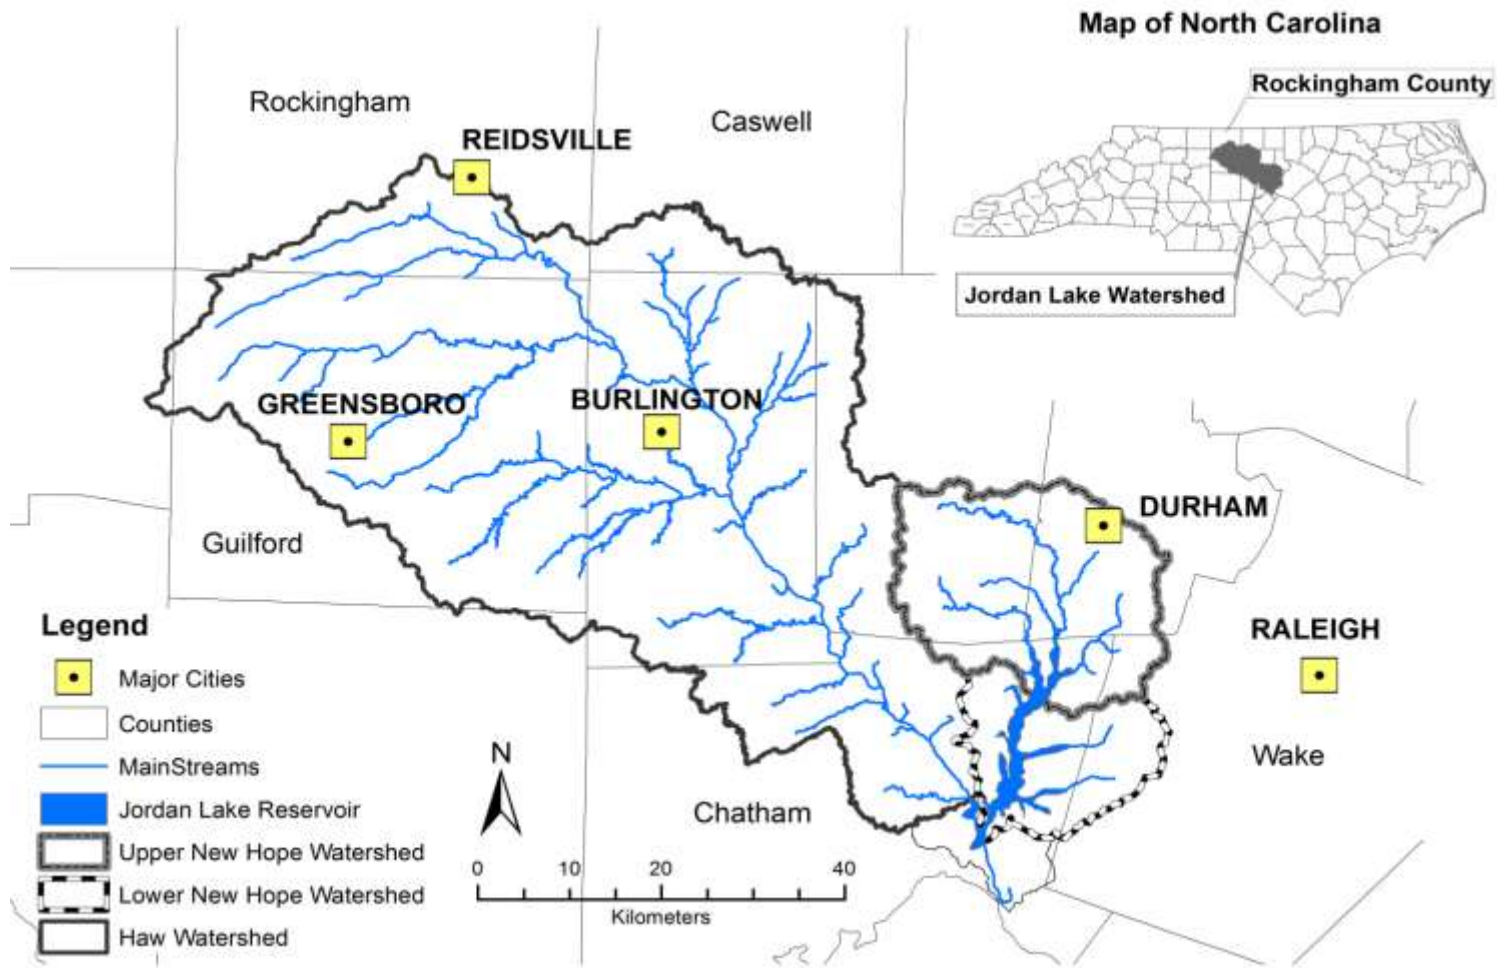 Map of North Carolina
Rockingham County
Jordan Lake Watershed
Rockingham
Caswell
REIDSVILLE
GREENSBORO
BURLINGTON
DURHAM
Guilford
RALEIGH
Wake
Chatham
Legend
Major Cities
Counties
MainStreams
Jordan Lake Reservoir
Upper New Hope Watershed
Lower New Hope Watershed
Haw Watershed
N
0 10 20 40
Kilometers